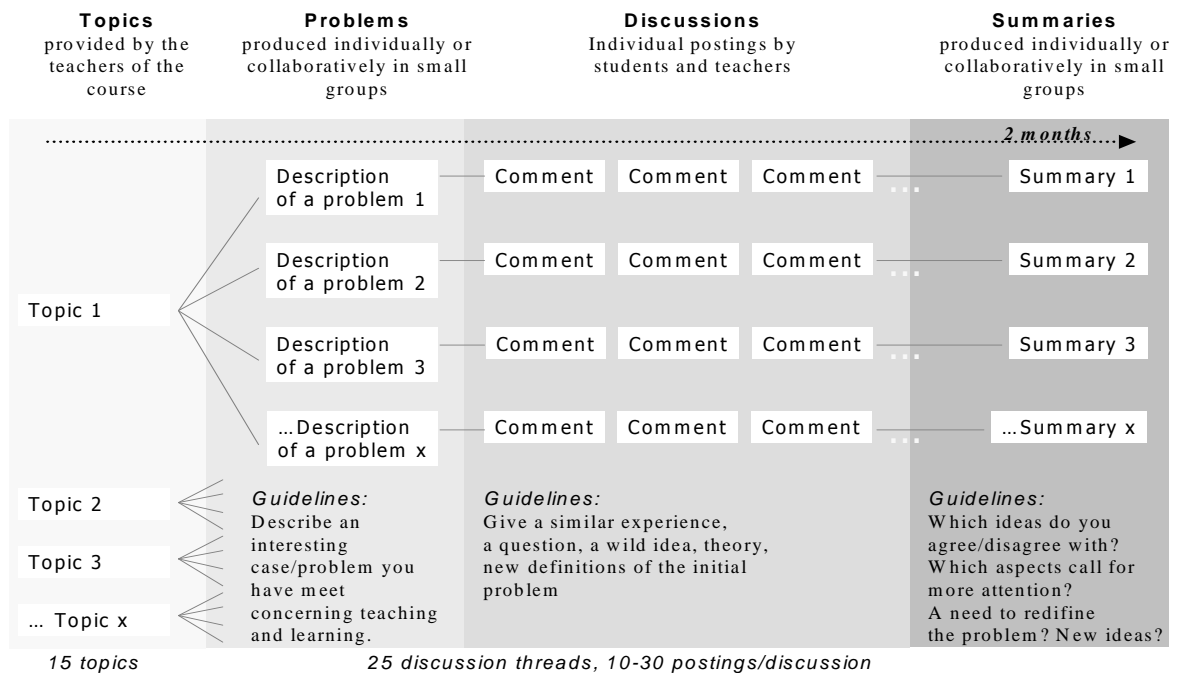 Topics
provided by the
teachers of the
course
Problems
produced individually or
collaboratively in small
groups
Discussions
Individual postings by
students and teachers
Summaries
produced individually or
collaboratively in small
groups
2 months
Topic 1
Description
of a problem 1
Comment
Comment
Comment
...
Summary 1
Description
of a problem 2
Comment
Comment
Comment
...
Summary 2
Description
of a problem 3
Comment
Comment
Comment
...
Summary 3
...Description
of a problem x
Comment
Comment
Comment
...
...Summary x
Topic 2
Topic 3
... Topic x
Guidelines:
Describe an
interesting
case/problem you
have meet
concerning teaching
and learning.
Guidelines:
Give a similar experience,
a question, a wild idea, theory,
new definitions of the initial
problem
Guidelines:
Which ideas do you
agree/disagree with?
Which aspects call for
more attention?
A need to redifine
the problem? New ideas?
15 topics
25 discussion threads, 10-30 postings/discussion